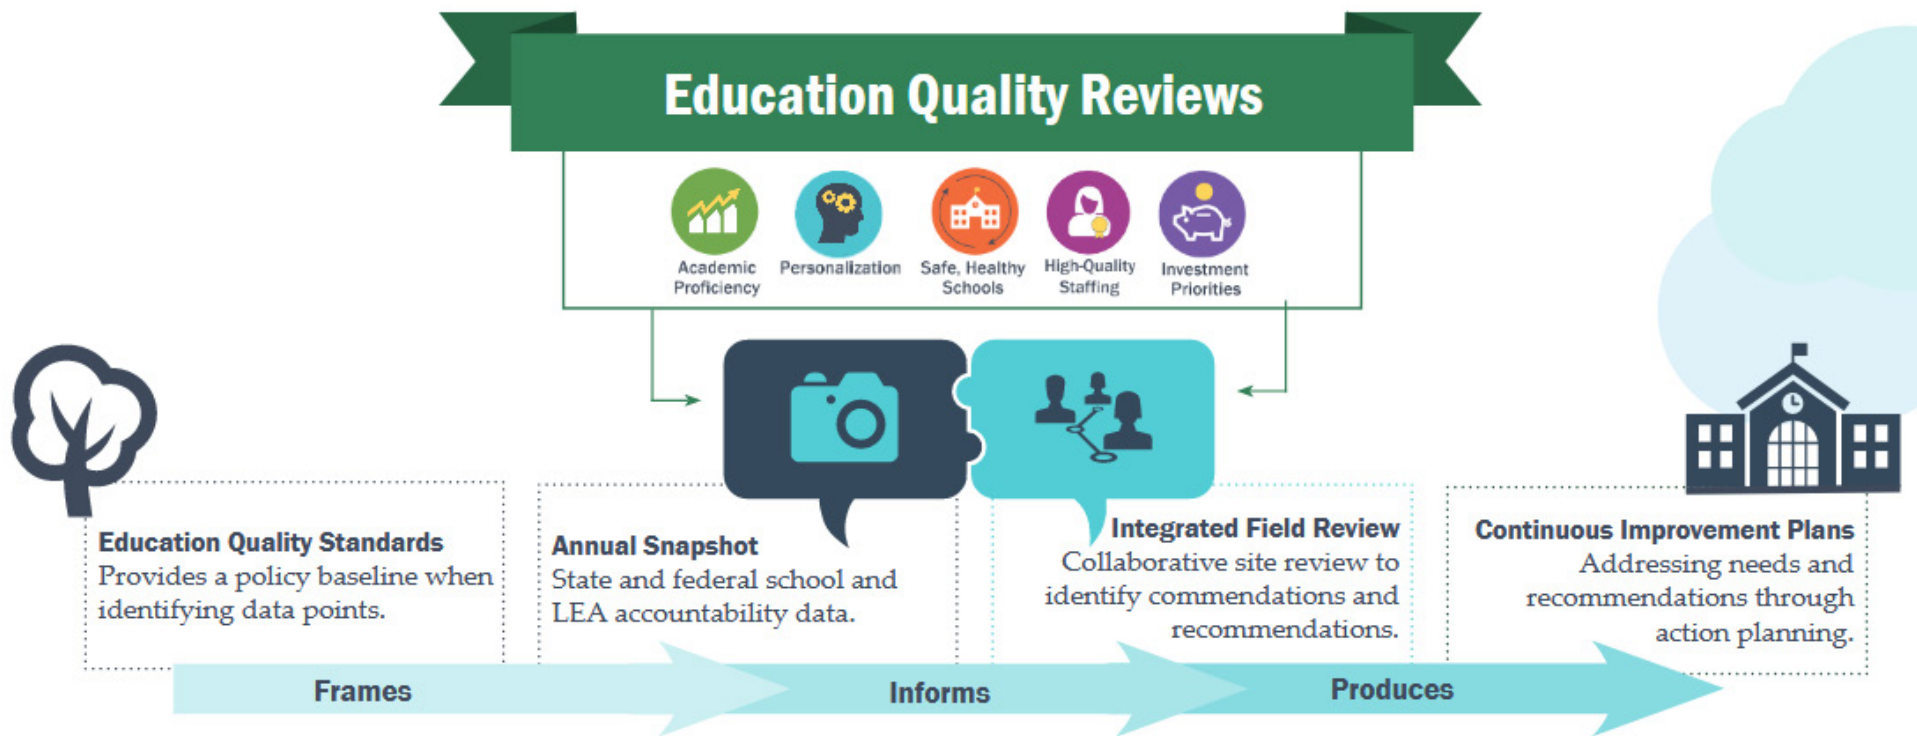 Education Quality Reviews
Academic
Proficiency
Personalization
Safe, Healthy
Schools
High-Quality
Staffing
Investment
Priorities
Education Quality Standards
Provides a policy baseline when
identifying data points.
Annual Snapshot
State and federal school and
LEA accountability data.
Integrated Field Review
Collaborative site review to
identify commendations and
recommendations.
Continuous Improvement Plans
Addressing needs and
recommendations through
action planning.
Frames
Informs
Produces